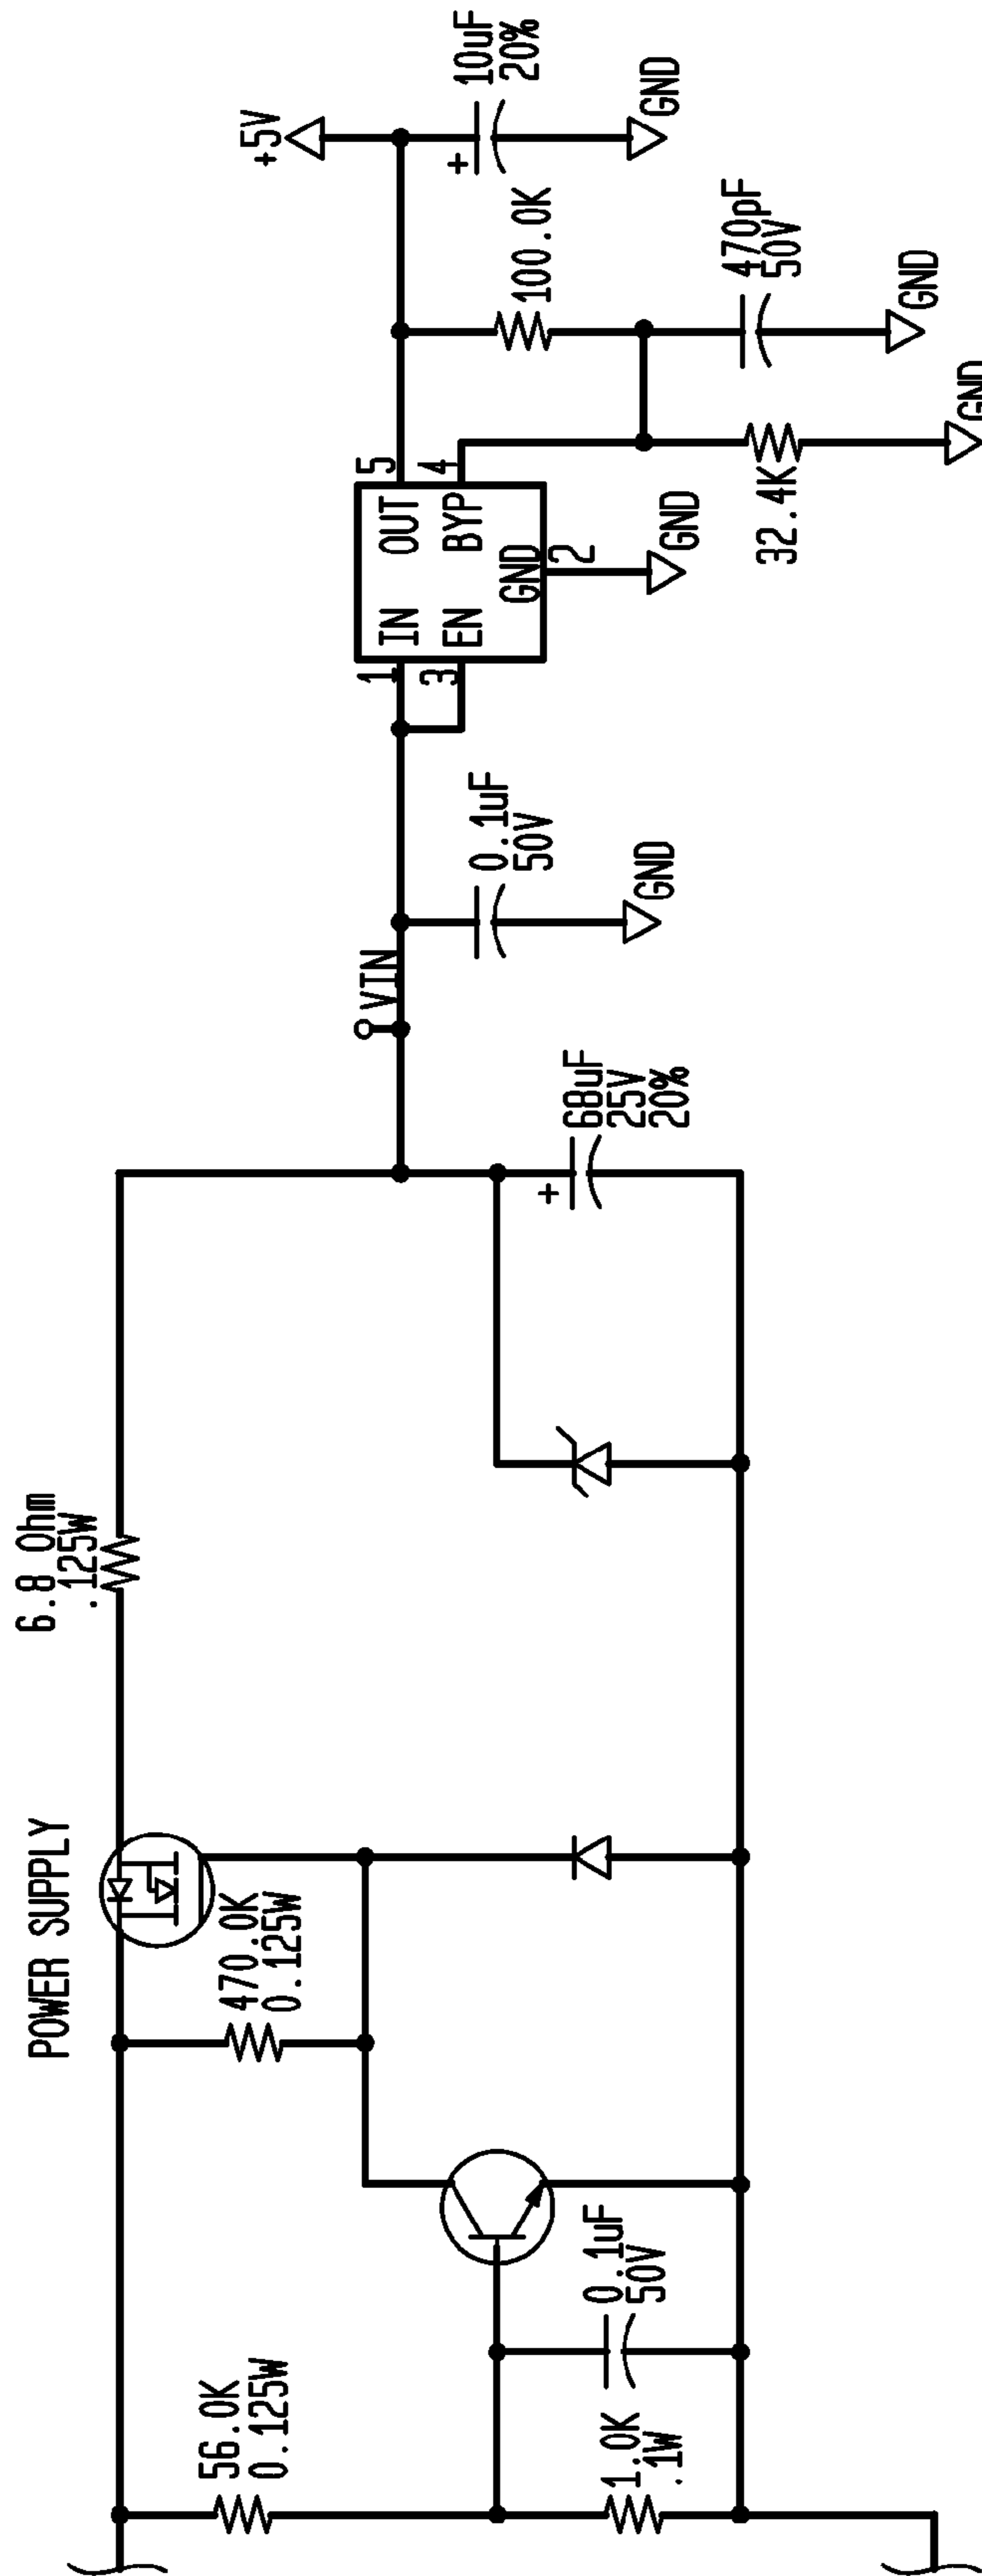 POWER SUPPLY
56.0K
0.125W
1.0K
.1W
0.1uF
50V
470.0K
0.125W
6.8 Ohm
.125W
68uF
25V
20%
+
VIN
0.1uF
50V
GND
1
3
IN
EN
OUT
BYP
GND
5
4
2
GND
32.4K
GND
100.0K
470pF
50V
GND
+5V
+
10uF
20%
GND